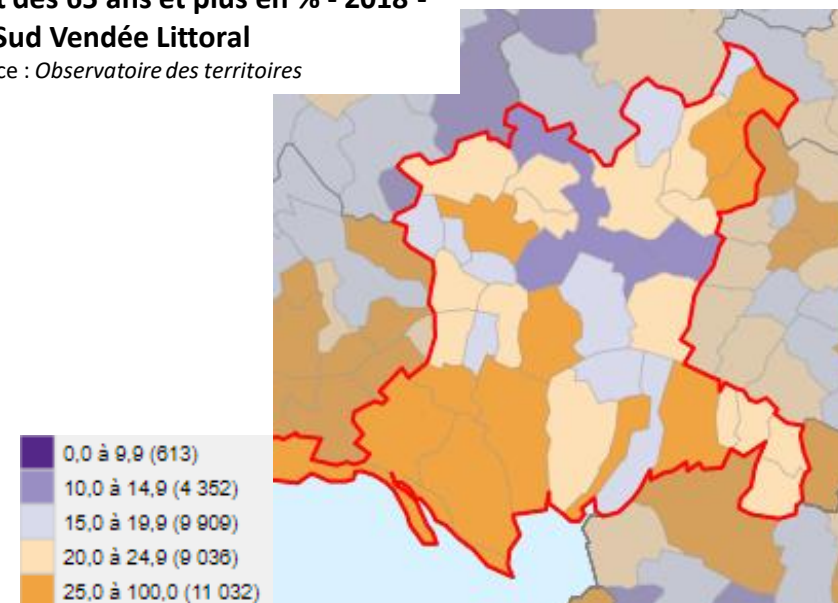 des 65 ans et plus en % - 2018 -
Sud Vendée Littoral
: Observatoire des territoires
0,0 à 9,9 (613)
10,0 à 14,9 (4 352)
15,0 à 19,9 (9 909)
20,0 à 24,9 (9 036)
25,0 à 100,0 (11 032)